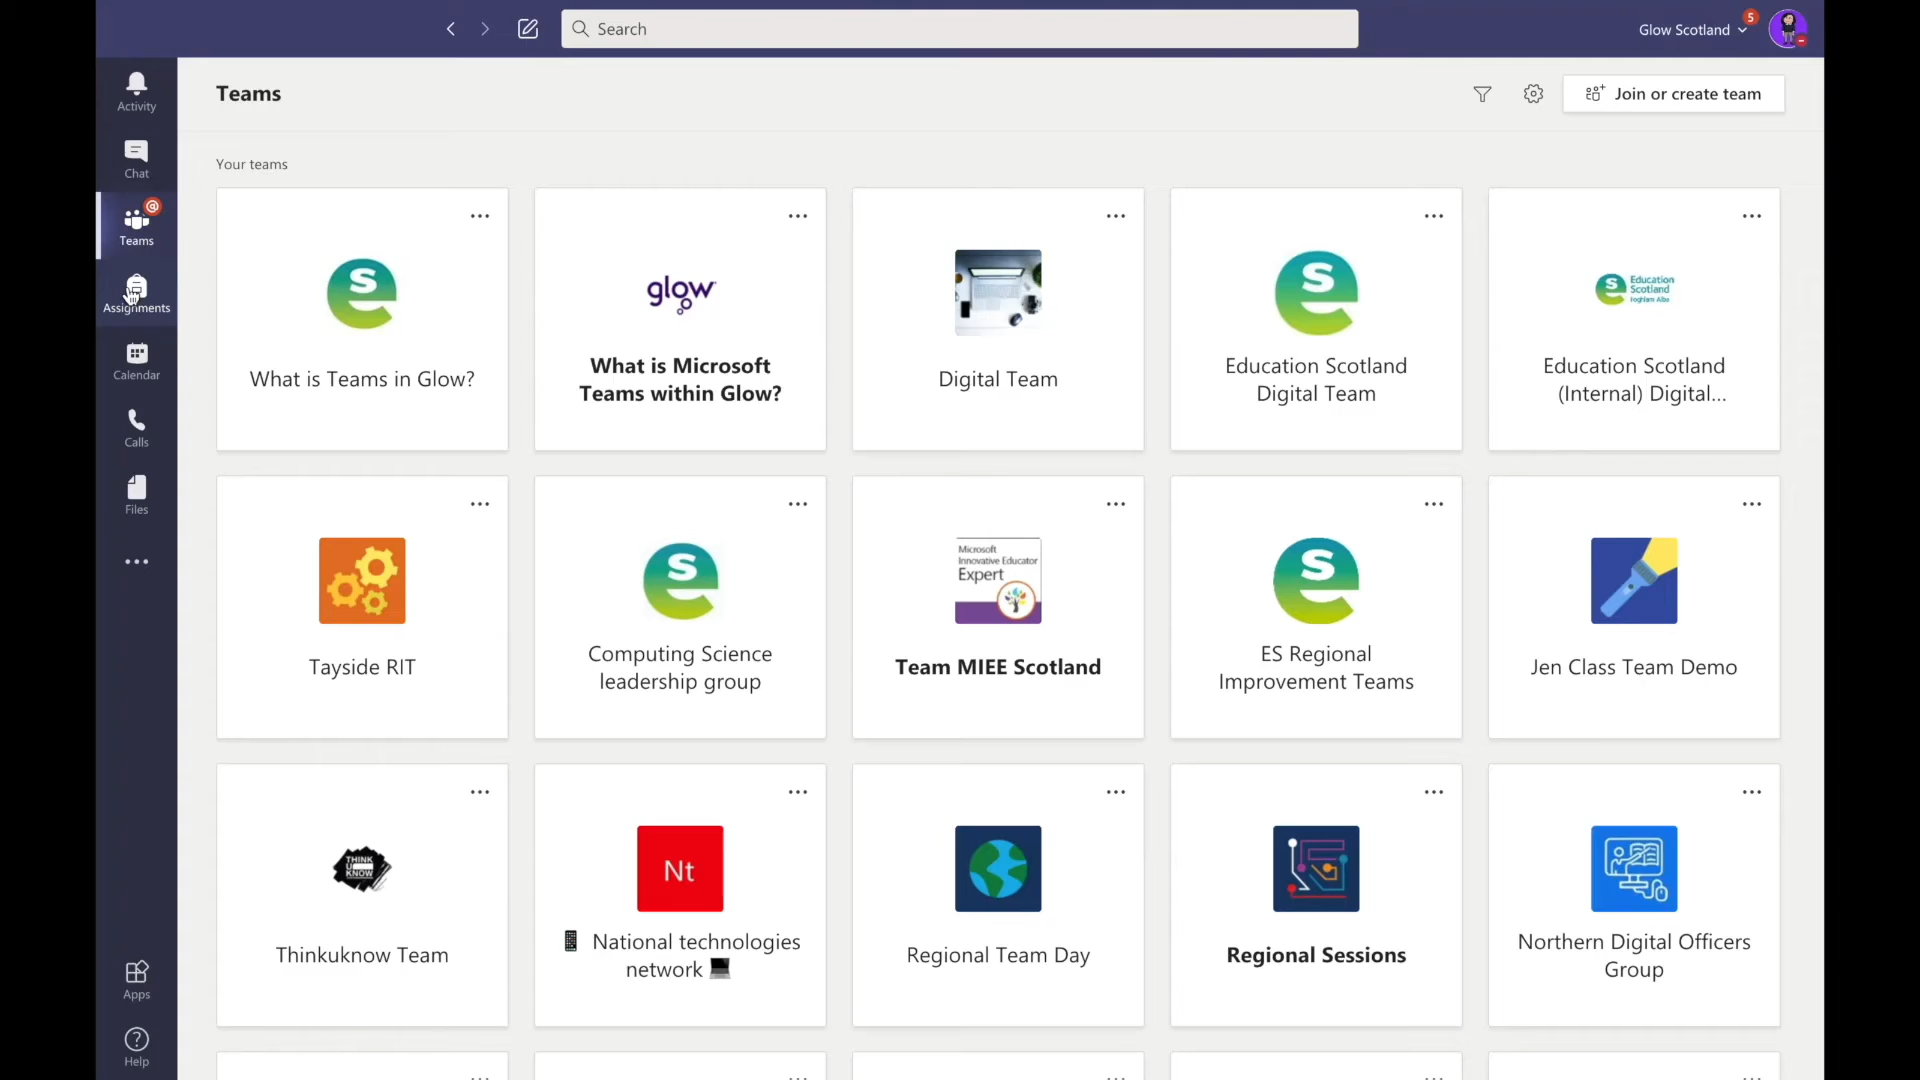 Search
Glow Scotland
5
Activity
Chat
@
Teams
Assignments
Calendar
Calls
Files
Apps
Help
Teams
Join or create team
Your teams
S
What is Teams in Glow?
glow
What is Microsoft
Teams within Glow?
Digital Team
S
Education Scotland
Digital Team
S
Education
Scotland
Foghlam Alba
Education Scotland
(Internal) Digital...
Tayside RIT
S
Computing Science
leadership group
Microsoft
Innovative Educator
Expert
Team MIEE Scotland
S
ES Regional
Improvement Teams
Jen Class Team Demo
THINK
U
KNOW
Thinkuknow Team
Nt
National technologies
network
Regional Team Day
Regional Sessions
Northern Digital Officers
Group